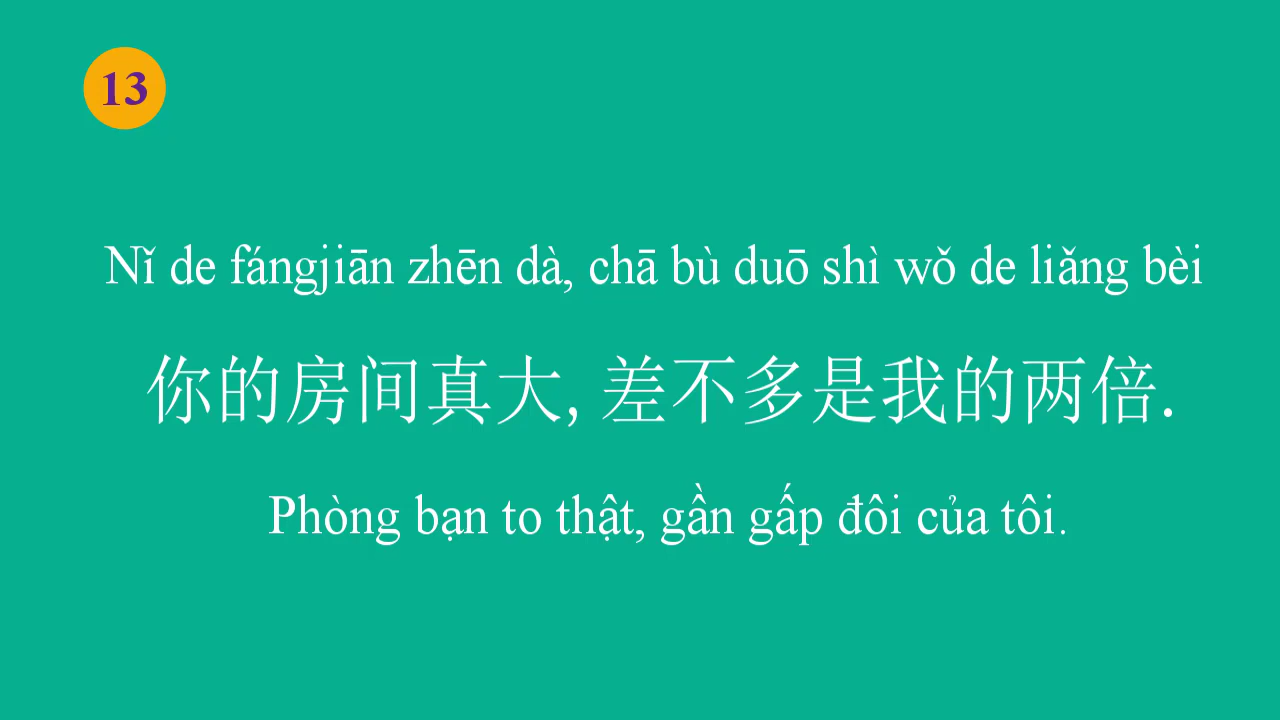 13
Nǐ de fángjiān zhēn dà, chā bù duō shì wǒ de liǎng bèi
你的房间真大, 差不多是我的两倍.
Phòng bạn to thật, gần gấp đôi của tôi.